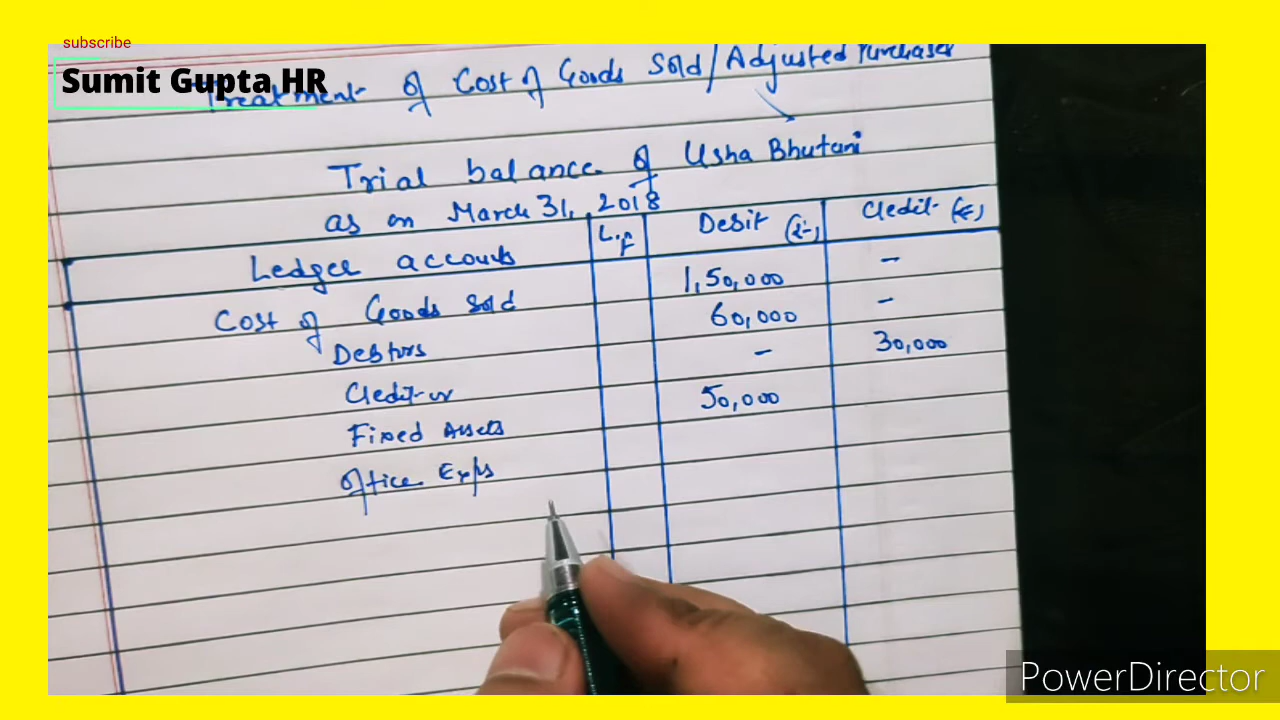 subscribe
Sumit Gupta HR
Treatment of Cost of Goods Sold/Adjusted Purchases
Trial balance of Usha Bhutani
as on March 31, 2018
Ledger accounts L.F Debit (₹) Credit (₹)
Cost of Goods Sold 1,50,000 -
Debtors 60,000 -
Creditor - 30,000
Fixed Assets 50,000
Office Exps
PowerDirector